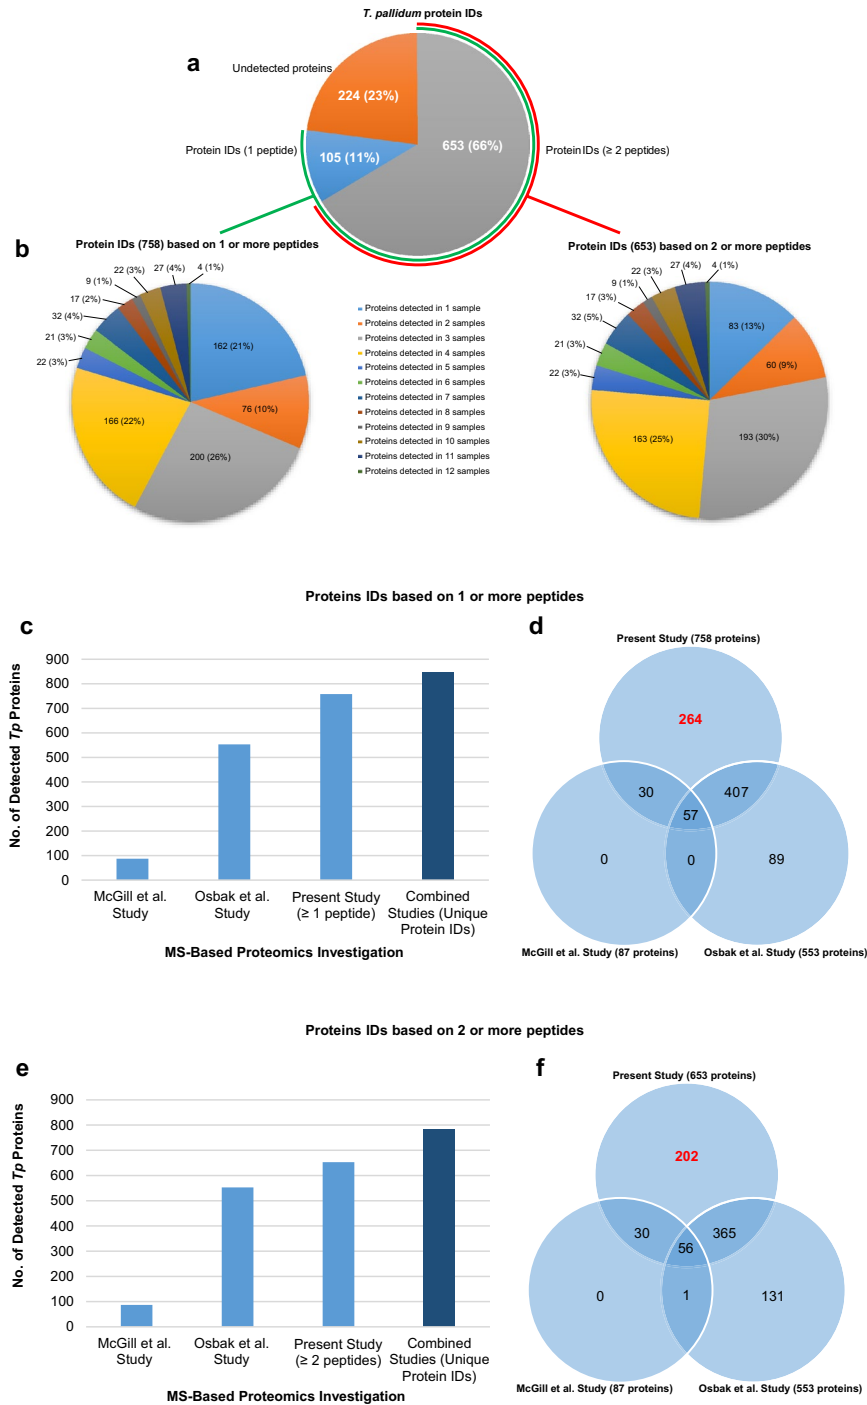 T. pallidum protein IDs
a
Undetected proteins
224 (23%)
Protein IDs (1 peptide)
105 (11%)
653 (66%)
Protein IDs (≥ 2 peptides)
b
Protein IDs (758) based on 1 or more peptides
4 (1%)
27 (4%)
22 (3%)
9 (1%)
17 (2%)
32 (4%)
21 (3%)
22 (3%)
162 (21%)
76 (10%)
166 (22%)
200 (26%)
Proteins detected in 1 sample
Proteins detected in 2 samples
Proteins detected in 3 samples
Proteins detected in 4 samples
Proteins detected in 5 samples
Proteins detected in 6 samples
Proteins detected in 7 samples
Proteins detected in 8 samples
Proteins detected in 9 samples
Proteins detected in 10 samples
Proteins detected in 11 samples
Proteins detected in 12 samples
Protein IDs (653) based on 2 or more peptides
4 (1%)
27 (4%)
22 (3%)
9 (1%)
17 (3%)
32 (5%)
21 (3%)
22 (3%)
83 (13%)
60 (9%)
163 (25%)
193 (30%)
Proteins IDs based on 1 or more peptides
c
No. of Detected Tp Proteins
900
800
700
600
500
400
300
200
100
0
McGill et al.
Study
Osbak et al.
Study
Present Study
(≥ 1 peptide)
Combined
Studies (Unique
Protein IDs)
MS-Based Proteomics Investigation
d
Present Study (758 proteins)
264
30
407
57
0
0
89
McGill et al. Study (87 proteins)
Osbak et al. Study (553 proteins)
Proteins IDs based on 2 or more peptides
e
No. of Detected Tp Proteins
900
800
700
600
500
400
300
200
100
0
McGill et al.
Study
Osbak et al.
Study
Present Study
(≥ 2 peptides)
Combined
Studies (Unique
Protein IDs)
MS-Based Proteomics Investigation
f
Present Study (653 proteins)
202
30
365
56
0
1
131
McGill et al. Study (87 proteins)
Osbak et al. Study (553 proteins)